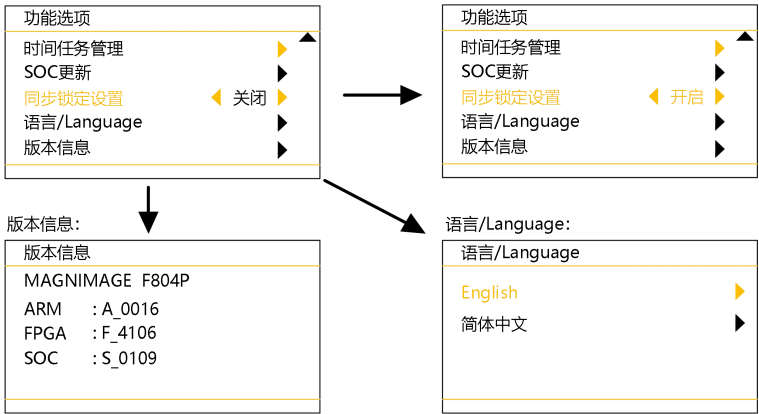 功能选项
时间任务管理
SOC更新
同步锁定设置 关闭
语言/Language
版本信息
功能选项
时间任务管理
SOC更新
同步锁定设置 开启
语言/Language
版本信息
版本信息：
版本信息
MAGNIMAGE F804P
ARM : A_0016
FPGA : F_4106
SOC : S_0109
语言/Language：
语言/Language
English
简体中文